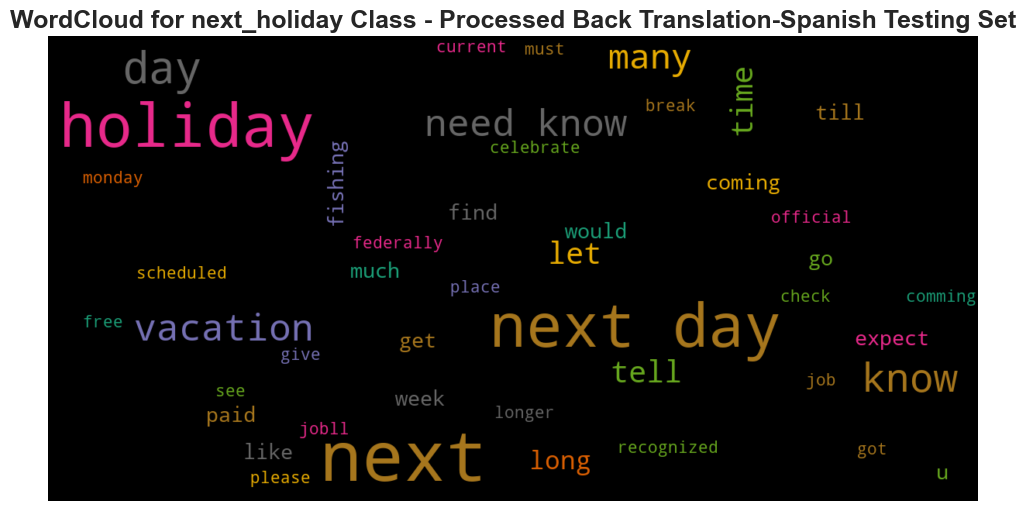 WordCloud for next_holiday Class - Processed Back Translation-Spanish Testing Set
current
must
many
day
time
holiday
break
till
need know
celebrate
fishing
monday
coming
find
official
would
federally
let
go
scheduled
much
place
check
comming
free
vacation
next day
get
expect
give
tell
know
job
see
week
paid
longer
jobll
next
like
long
recognized
got
please
u